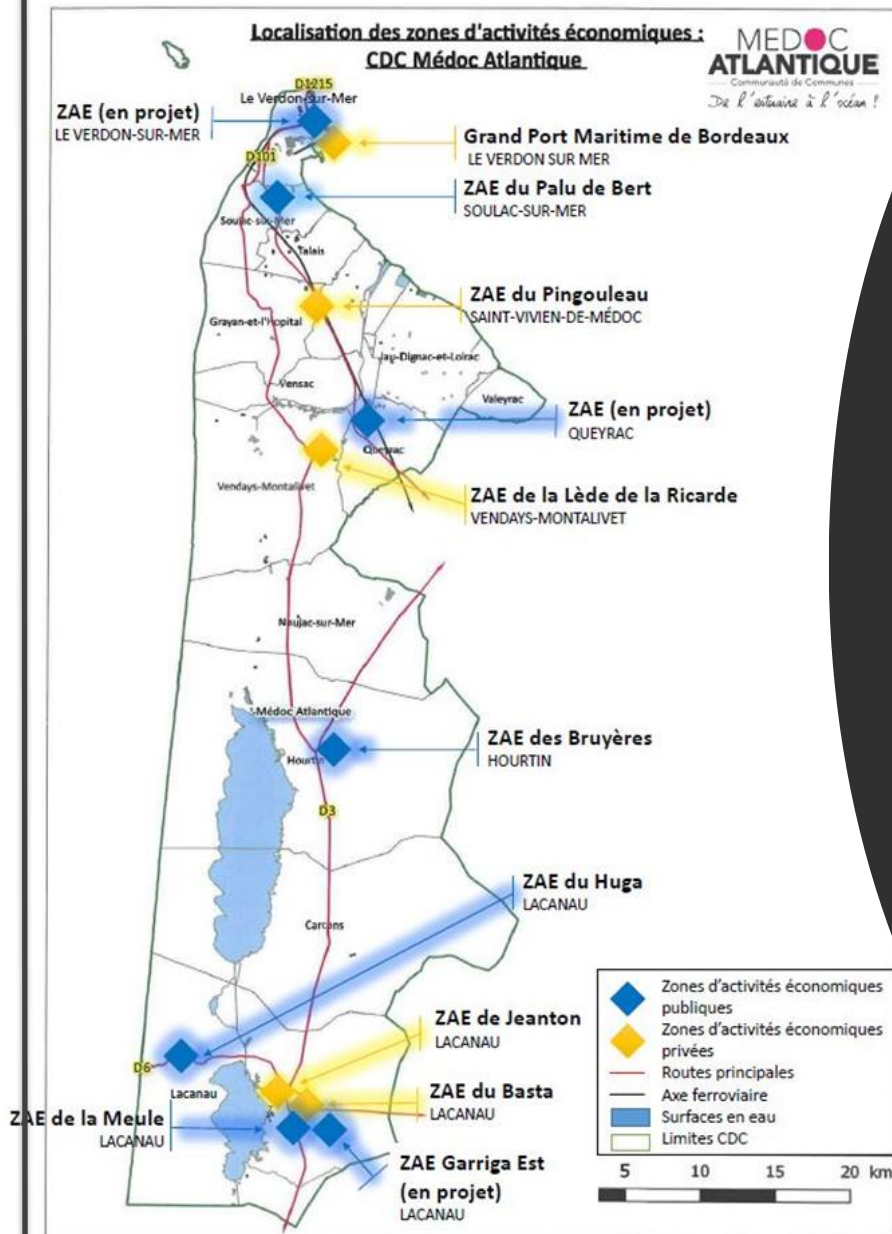 Localisation des zones d'activités économiques :
CDC Médoc Atlantique
MEDOC
ATLANTIQUE
Communauté de Communes
De l'estuaire à l'océan !
D1215
Le Verdon-sur-Mer
ZAE (en projet)
LE VERDON-SUR-MER
Grand Port Maritime de Bordeaux
LE VERDON SUR MER
D101
ZAE du Palu de Bert
SOULAC-SUR-MER
Soulac-sur-Mer
Talais
ZAE du Pingouleau
SAINT-VIVIEN-DE-MÉDOC
Grayan-et-l'Hopital
Jau-Dignac-et-Loirac
Vensac
Valeyrac
ZAE (en projet)
QUEYRAC
Queyrac
Vendays-Montalivet
ZAE de la Lède de la Ricarde
VENDAYS-MONTALIVET
Naujac-sur-Mer
Médoc Atlantique
ZAE des Bruyères
HOURTIN
Hourtin
D3
ZAE du Huga
LACANAU
Carcans
Zones d'activités économiques
publiques
Zones d'activités économiques
privées
Routes principales
Axe ferroviaire
Surfaces en eau
Limites CDC
5 10 15 20 km
ZAE de Jeanton
LACANAU
D6
Lacanau
ZAE du Basta
LACANAU
ZAE de la Meule
LACANAU
ZAE Garriga Est
(en projet)
LACANAU